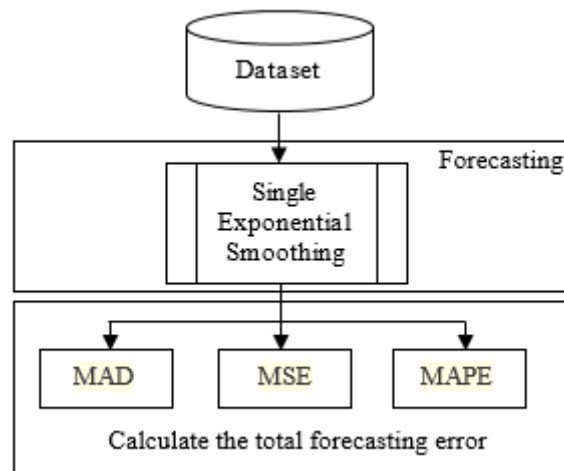 Dataset
Forecasting
Single
Exponential
Smoothing
MAD
MSE
MAPE
Calculate the total forecasting error